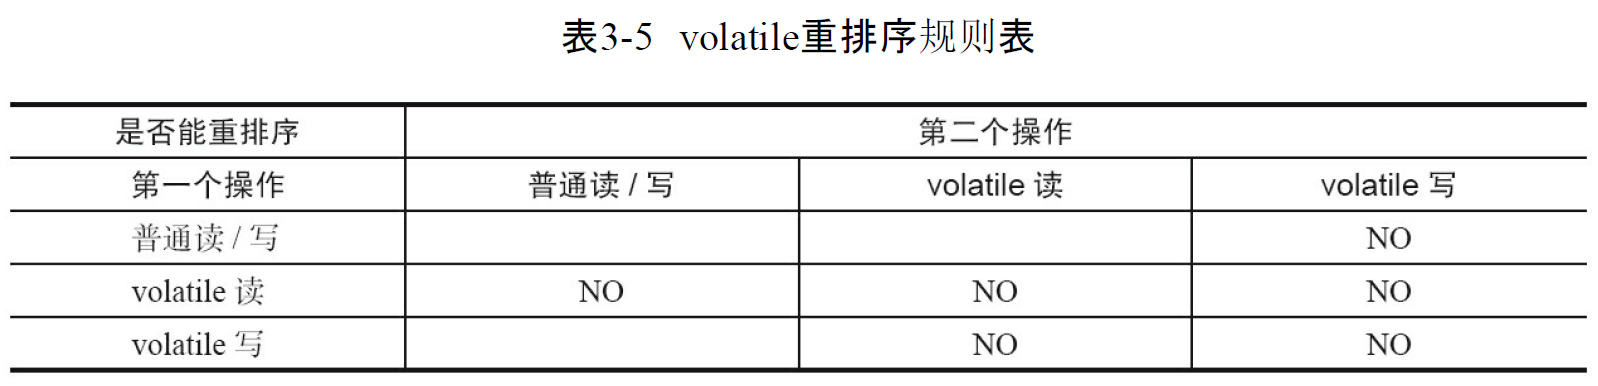 表3-5 volatile重排序规则表
是否能重排序 第二个操作
第一个操作 普通读 / 写 volatile 读 volatile 写
普通读 / 写 NO
volatile 读 NO NO NO
volatile 写 NO NO